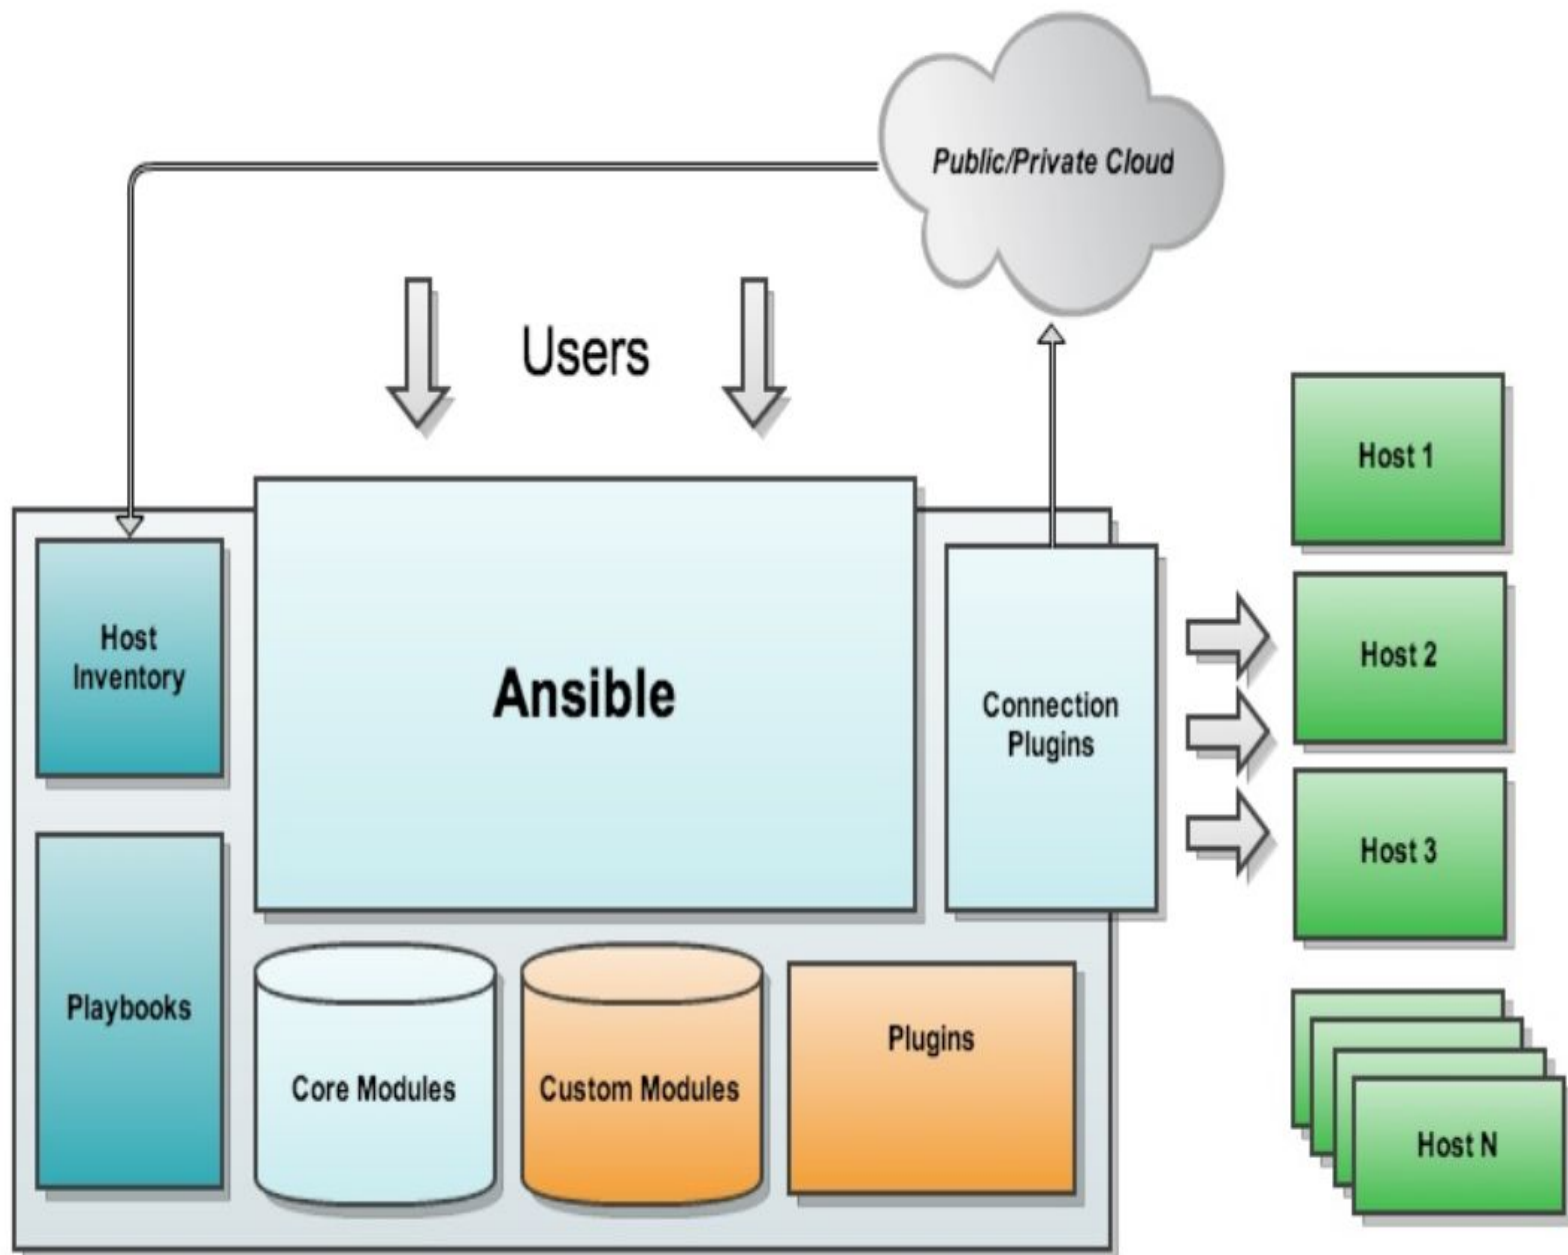 Public/Private Cloud
Users
Host 1
Host
Inventory
Ansible
Connection
Plugins
Host 2
Host 3
Playbooks
Core Modules
Custom Modules
Plugins
Host N